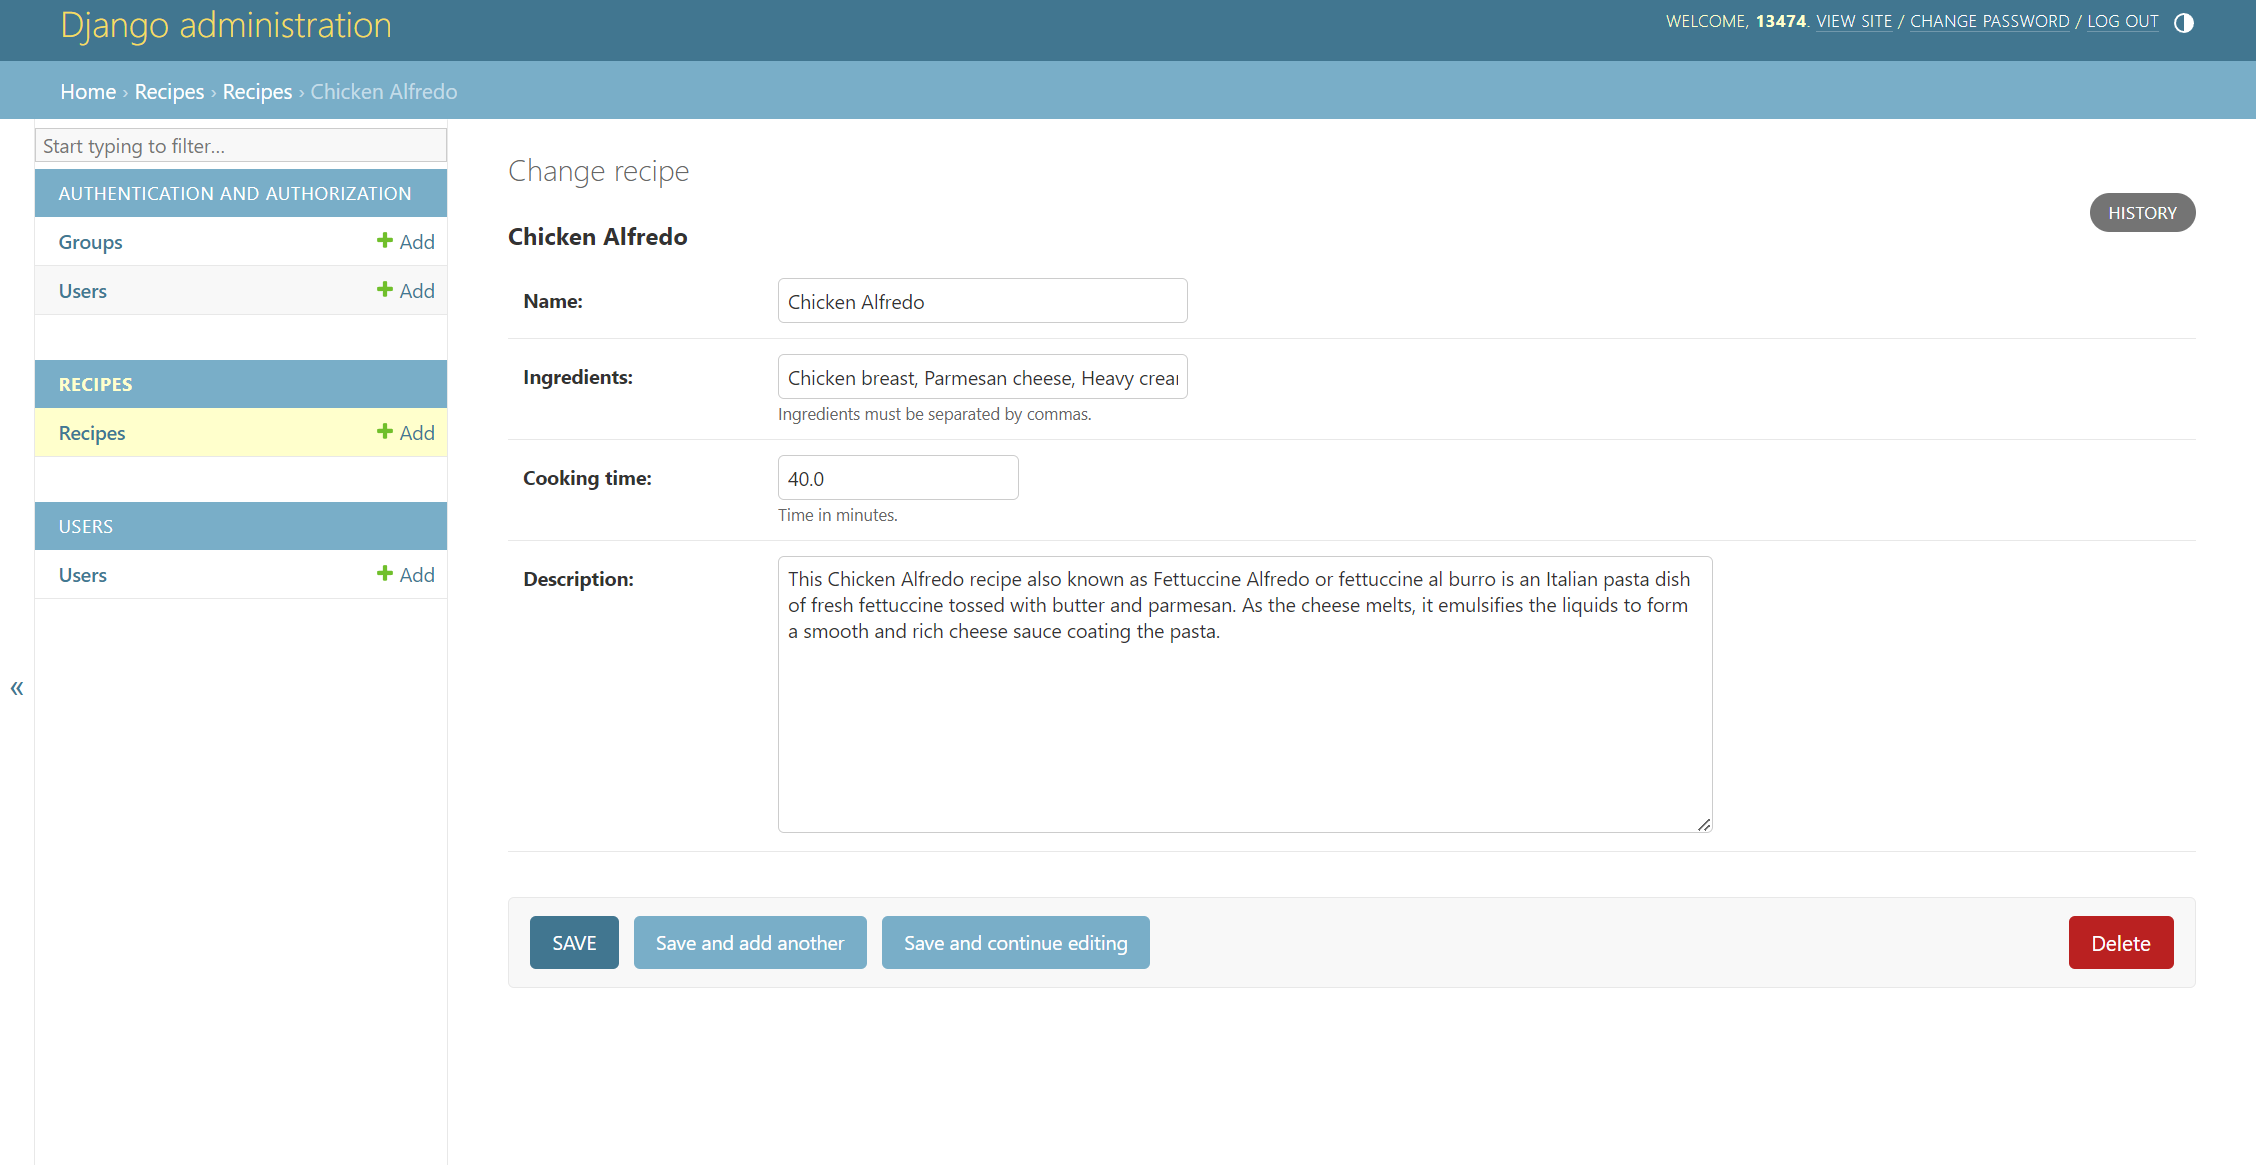 Django administration
WELCOME, 13474. VIEW SITE / CHANGE PASSWORD / LOG OUT
Home › Recipes › Recipes › Chicken Alfredo
Start typing to filter...
AUTHENTICATION AND AUTHORIZATION
Groups
Add
Users
Add
RECIPES
Recipes
Add
USERS
Users
Add
«
Change recipe
HISTORY
Chicken Alfredo
Name:
Chicken Alfredo
Ingredients:
Chicken breast, Parmesan cheese, Heavy
Ingredients must be separated by commas.
Cooking time:
40.0
Time in minutes.
Description:
This Chicken Alfredo recipe also known as Fettuccine Alfredo or fettuccine al burro is an Italian pasta dish
of fresh fettuccine tossed with butter and parmesan. As the cheese melts, it emulsifies the liquids to form
a smooth and rich cheese sauce coating the pasta.
SAVE
Save and add another
Save and continue editing
Delete